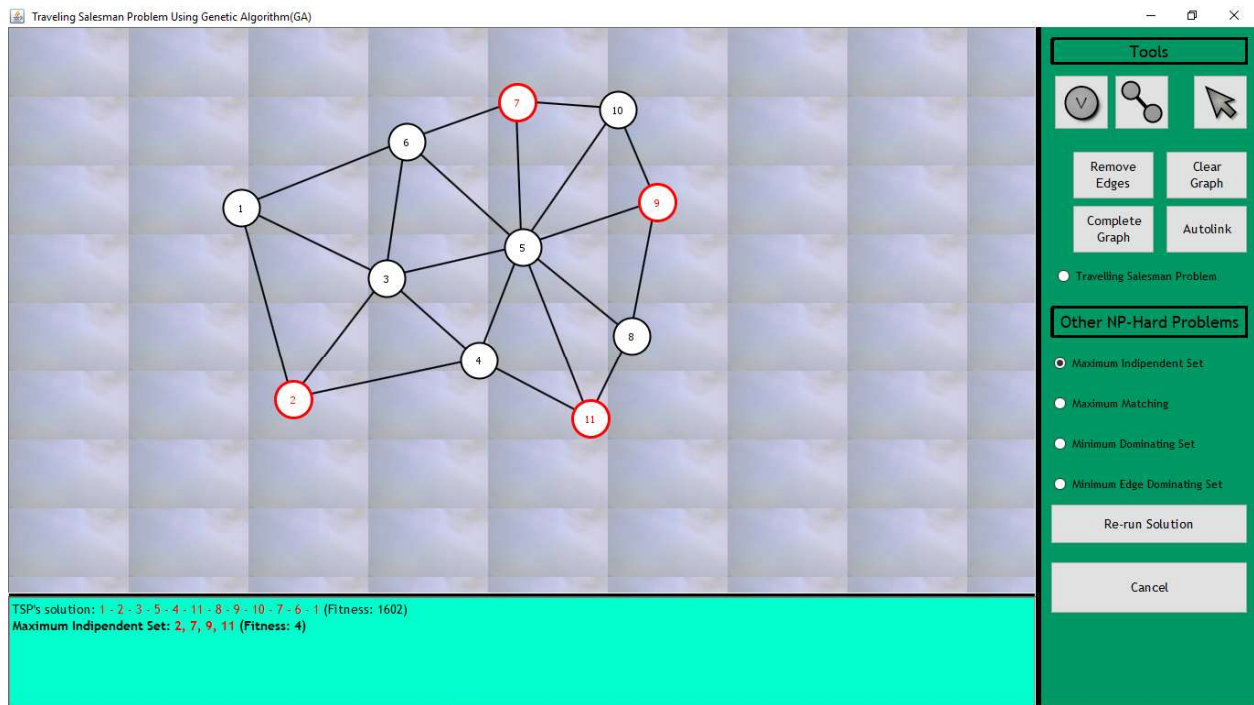 Traveling Salesman Problem Using Genetic Algorithm(GA)
Tools
V
Remove
Edges
Clear
Graph
Complete
Graph
Autolink
Travelling Salesman Problem
Other NP-Hard Problems
Maximum Indipendent Set
Maximum Matching
Minimum Dominating Set
Minimum Edge Dominating Set
Re-run Solution
Cancel
7
10
6
9
1
5
3
8
4
2
11
TSP's solution: 1 - 2 - 3 - 5 - 4 - 11 - 8 - 9 - 10 - 7 - 6 - 1 (Fitness: 1602)
Maximum Indipendent Set: 2, 7, 9, 11 (Fitness: 4)